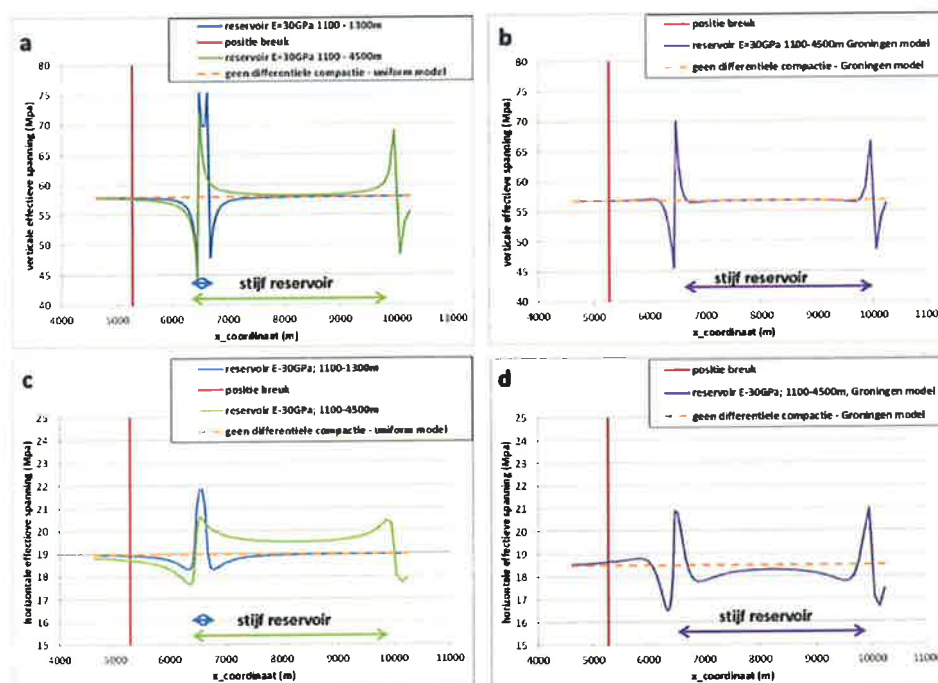 a
reservoir E=30GPa 1100 - 1300m
positie breuk
reservoir E=30GPa 1100 - 4500m
geen differentiele compactie - uniform model
verticale effectieve spanning (Mpa)
80
75
70
65
60
55
50
45
40
stijf reservoir
4000 5000 6000 7000 8000 9000 10000 11000
x_coordinaat (m)
b
positie breuk
reservoir E=30GPa 1100-4500m Groningen model
geen differentiele compactie - Groningen model
verticale effectieve spanning (Mpa)
80
75
70
65
60
55
50
45
40
stijf reservoir
4000 5000 6000 7000 8000 9000 10000 11000
x_coordinaat (m)
c
reservoir E-30GPa; 1100-1300m
positie breuk
reservoir E-30GPa; 1100-4500m
geen differentiele compactie - uniform model
horizontale effectieve spanning (Mpa)
25
24
23
22
21
20
19
18
17
16
15
stijf reservoir
4000 5000 6000 7000 8000 9000 10000 11000
x_coordinaat (m)
d
positie breuk
reservoir E-30GPa; 1100-4500m, Groningen model
geen differentiele compactie - Groningen model
horizontale effectieve spanning (Mpa)
25
24
23
22
21
20
19
18
17
16
15
stijf reservoir
4000 5000 6000 7000 8000 9000 10000 11000
x_coordinaat (m)